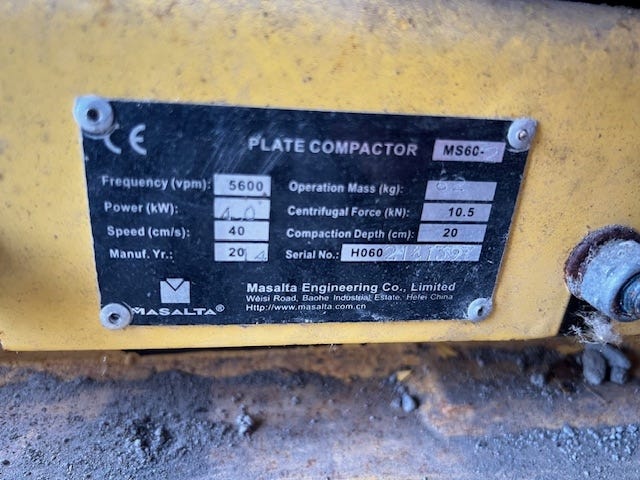 CE
PLATE COMPACTOR MS60-
Frequency (vpm): 5600 Operation Mass (kg):
Power (kW): 4.0 Centrifugal Force (kN): 10.5
Speed (cm/s): 40 Compaction Depth (cm): 20
Manuf. Yr.: 2014 Serial No.: H060
Masalta Engineering Co., Limited
Weisi Road, Baohe Industrial Estate, Hefei China
MASALTA® Http://www.masalta.com.cn